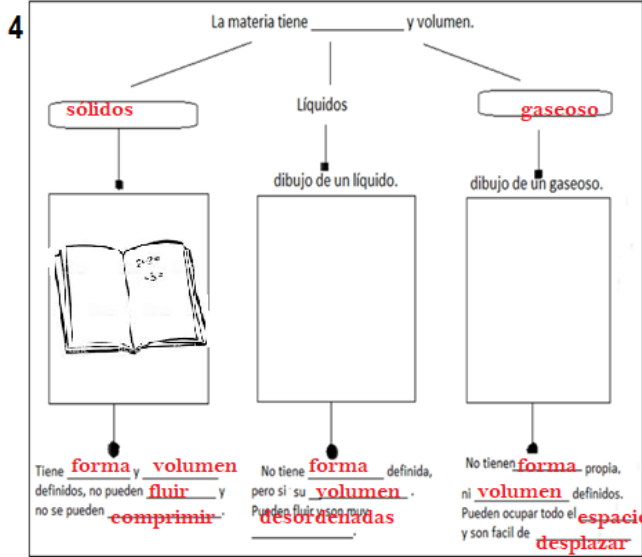 4
La materia tiene ____________ y volumen.
sólidos
Líquidos
gaseoso
dibujo de un líquido.
dibujo de un gaseoso.
Tiene forma y volumen
definidos, no pueden fluir y
no se pueden comprimir.
No tiene forma definida,
pero si su volumen.
Pueden fluir y son muy
desordenadas.
No tienen forma propia,
ni volumen definidos.
Pueden ocupar todo el espacio
y son facil de desplazar